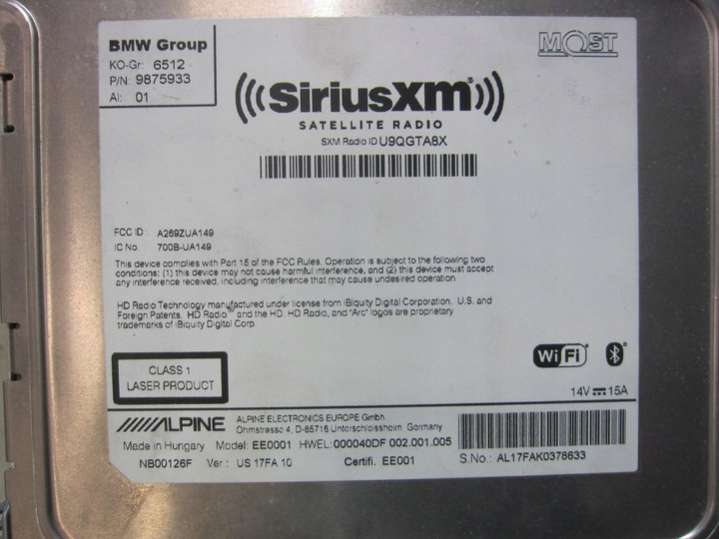 BMW Group
KO-Gr: 6512
P/N 9875933
AI: 01
MOST
SiriusXM
SATELLITE RADIO
SXM Radio ID U9QGTA8X
FCC ID A269ZUA149
IC No 700B-UA149
This device complies with Part 15 of the FCC Rules. Operation is subject to the following two
conditions: (1) this device may not cause harmful interference, and (2) this device must accept
any interference received, including interference that may cause undesired operation
HD Radio Technology manufactured under license from iBiquity Digital Corporation, U.S. and
Foreign Patents. HD Radio™ and the HD, HD Radio, and "Arc" logos are proprietary
trademarks of iBiquity Digital Corp
WiFi
CLASS 1
LASER PRODUCT
14V 15A
ALPINE
ALPINE ELECTRONICS EUROPE Gmbh
Ohmstrasse 4, D-85716 Unterschlossheim Germany
Made in Hungary Model: EE0001 HWEL:000040DF 002.001.005
NB00126F Ver: US 17FA 10 Certifi. EE001 S.No.: AL17FAK0378633